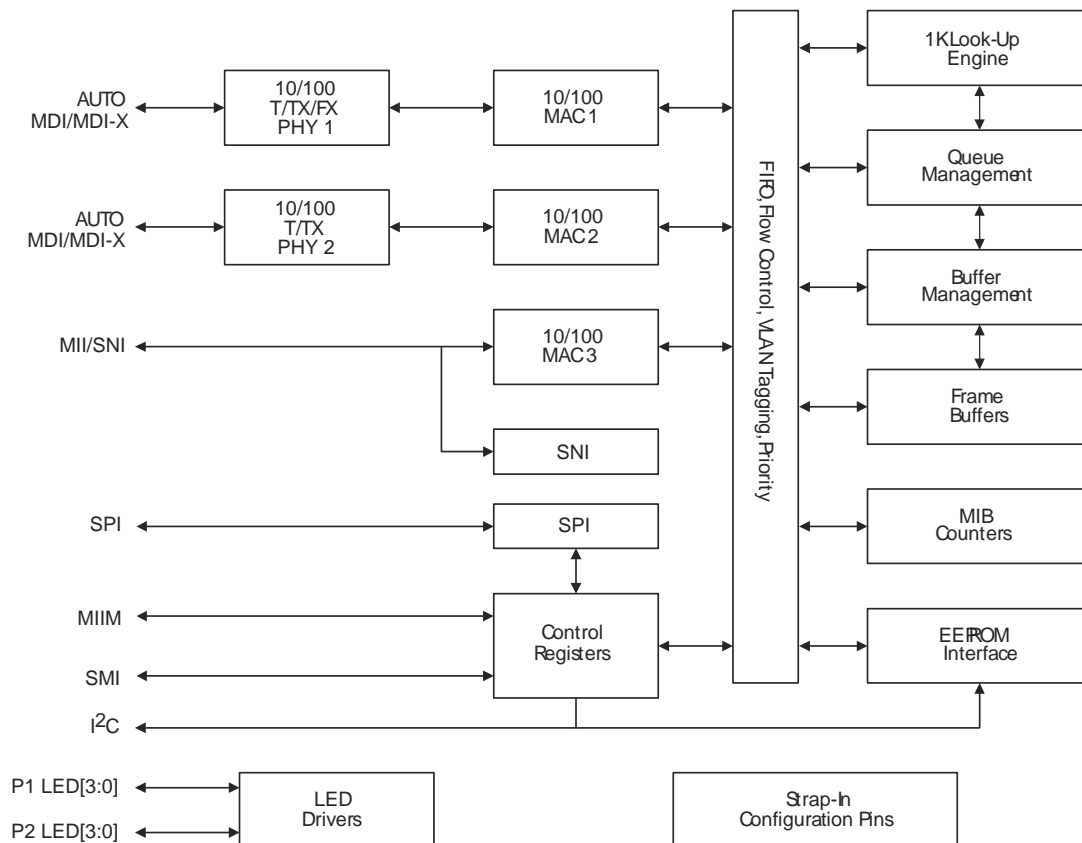 1K Look-Up
Engine
AUTO
MDI/MDI-X
10/100
T/TX/FX
PHY 1
10/100
MAC 1
Queue
Management
AUTO
MDI/MDI-X
10/100
T/TX
PHY 2
10/100
MAC 2
FIFO, Flow Control, VLAN Tagging, Priority
Buffer
Management
MII/SNI
10/100
MAC 3
Frame
Buffers
SNI
SPI
SPI
MIB
Counters
MIIM
SMI
Control
Registers
EEPROM
Interface
I²C
P1 LED[3:0]
P2 LED[3:0]
LED
Drivers
Strap-In
Configuration Pins